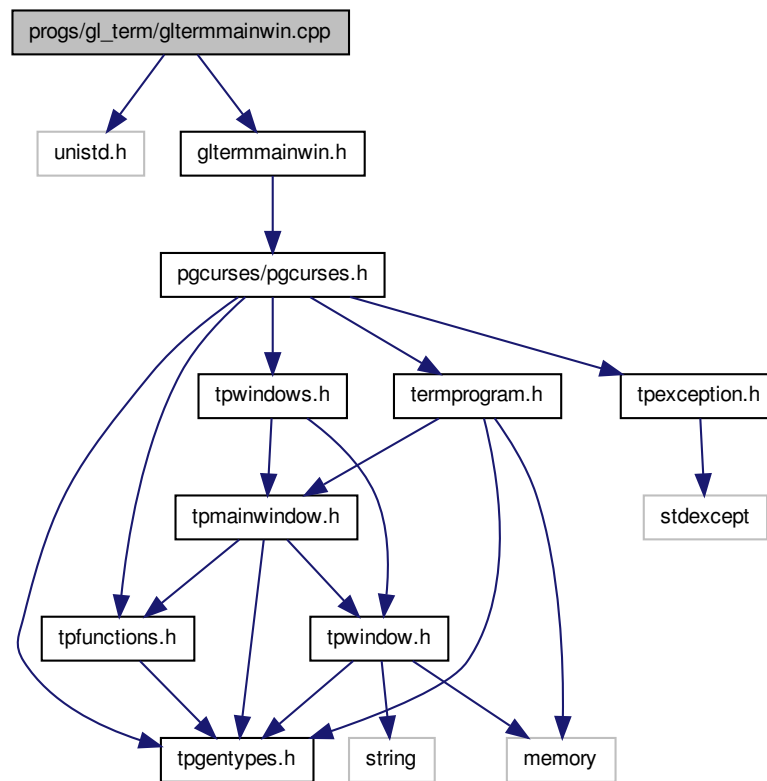 progs/gl_term/gltermmainwin.cpp
unistd.h
gltermmainwin.h
pgcurses/pgcurses.h
tpwindows.h
termprogram.h
tpexception.h
tpmainwindow.h
stdexcept
tpfunctions.h
tpwindow.h
tpgentypes.h
string
memory